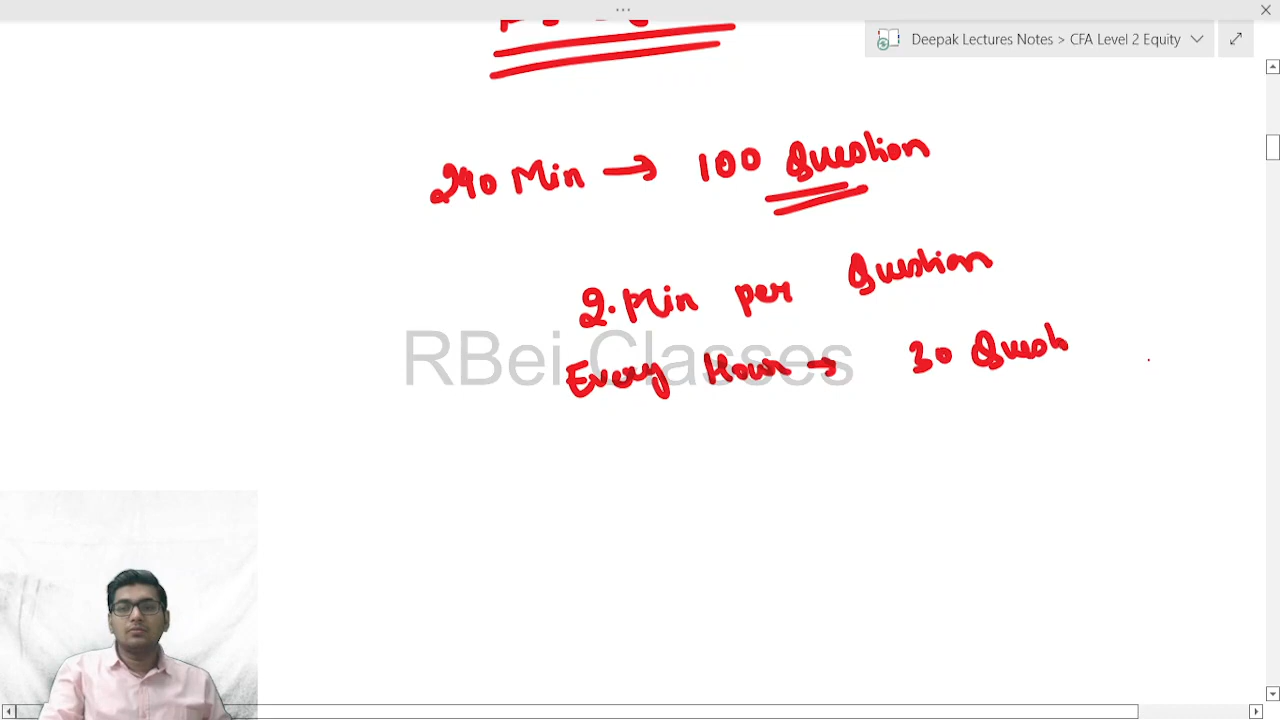 Deepak Lectures Notes > CFA Level 2 Equity
240 Min → 100 Question
2. Min per Question
RBei Classes
Every Hour → 30 Quest